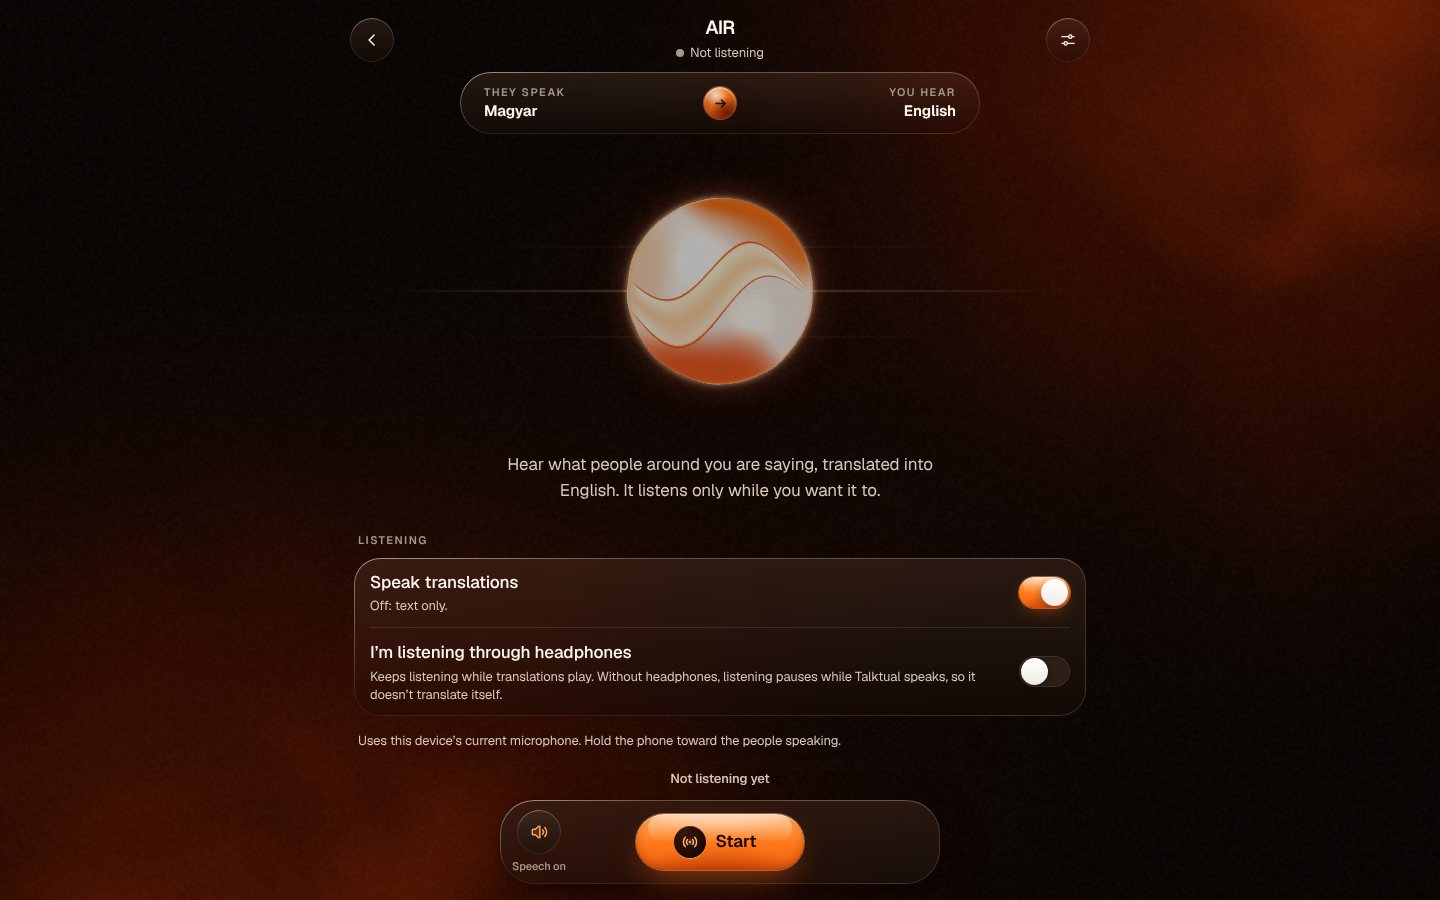 AIR
Not listening
THEY SPEAK
Magyar
YOU HEAR
English
Hear what people around you are saying, translated into
English. It listens only while you want it to.
LISTENING
Speak translations
Off: text only.
I’m listening through headphones
Keeps listening while translations play. Without headphones, listening pauses while Talktual speaks, so it
doesn’t translate itself.
Uses this device’s current microphone. Hold the phone toward the people speaking.
Not listening yet
Speech on
Start